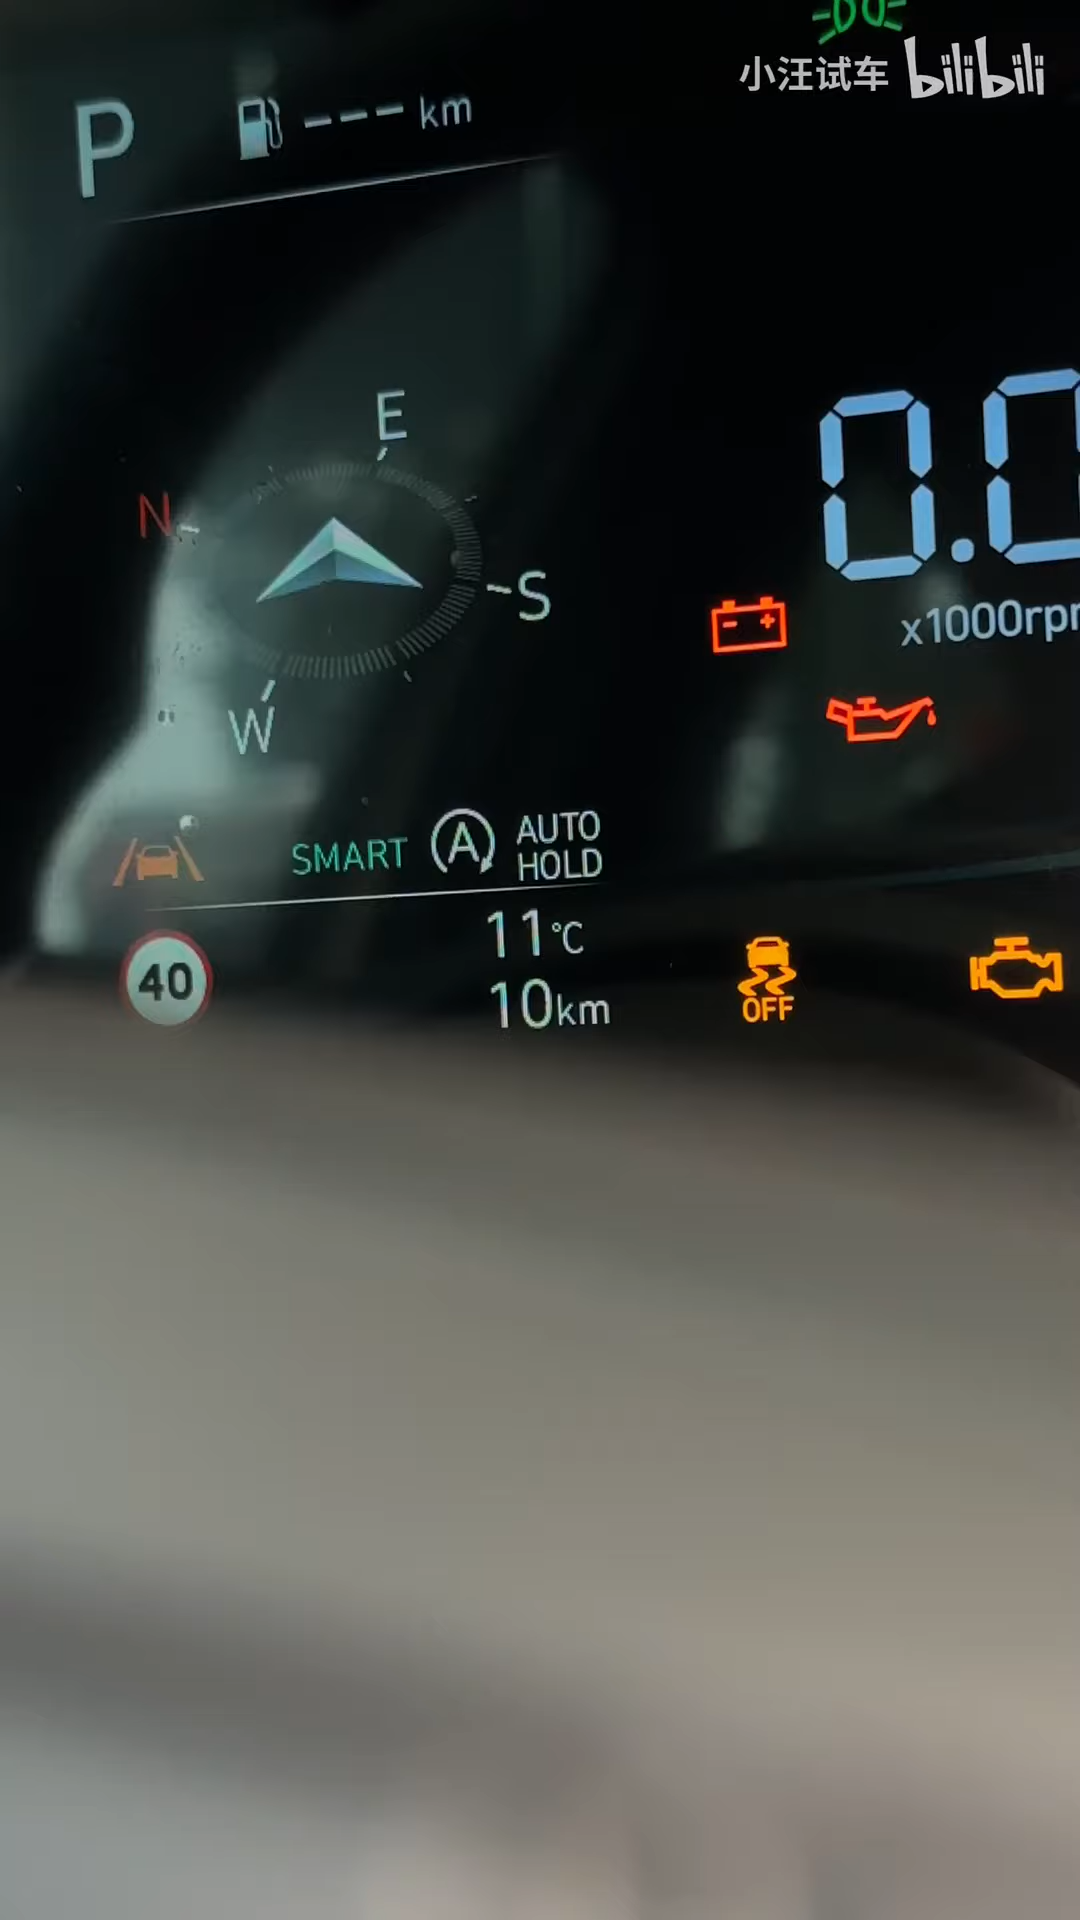 小汪试车 bilibili
P --- km
E
N
S
W
0.0
x1000rpm
SMART A AUTO
HOLD
40
11°C
10km
OFF